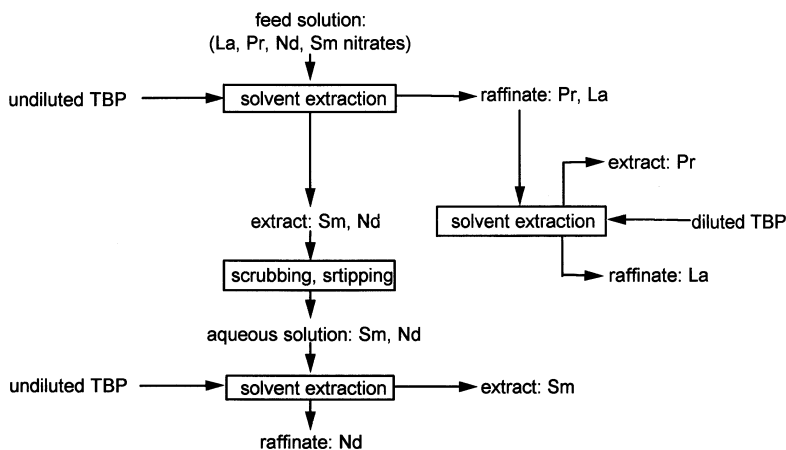 feed solution:
(La, Pr, Nd, Sm nitrates)
undiluted TBP
solvent extraction
raffinate: Pr, La
extract: Pr
extract: Sm, Nd
solvent extraction
diluted TBP
scrubbing, srtipping
raffinate: La
aqueous solution: Sm, Nd
undiluted TBP
solvent extraction
extract: Sm
raffinate: Nd